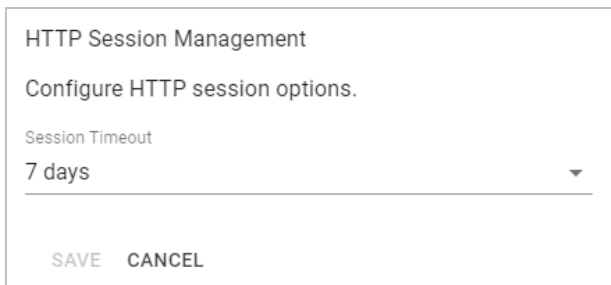 HTTP Session Management
Configure HTTP session options.
Session Timeout
7 days
SAVE CANCEL